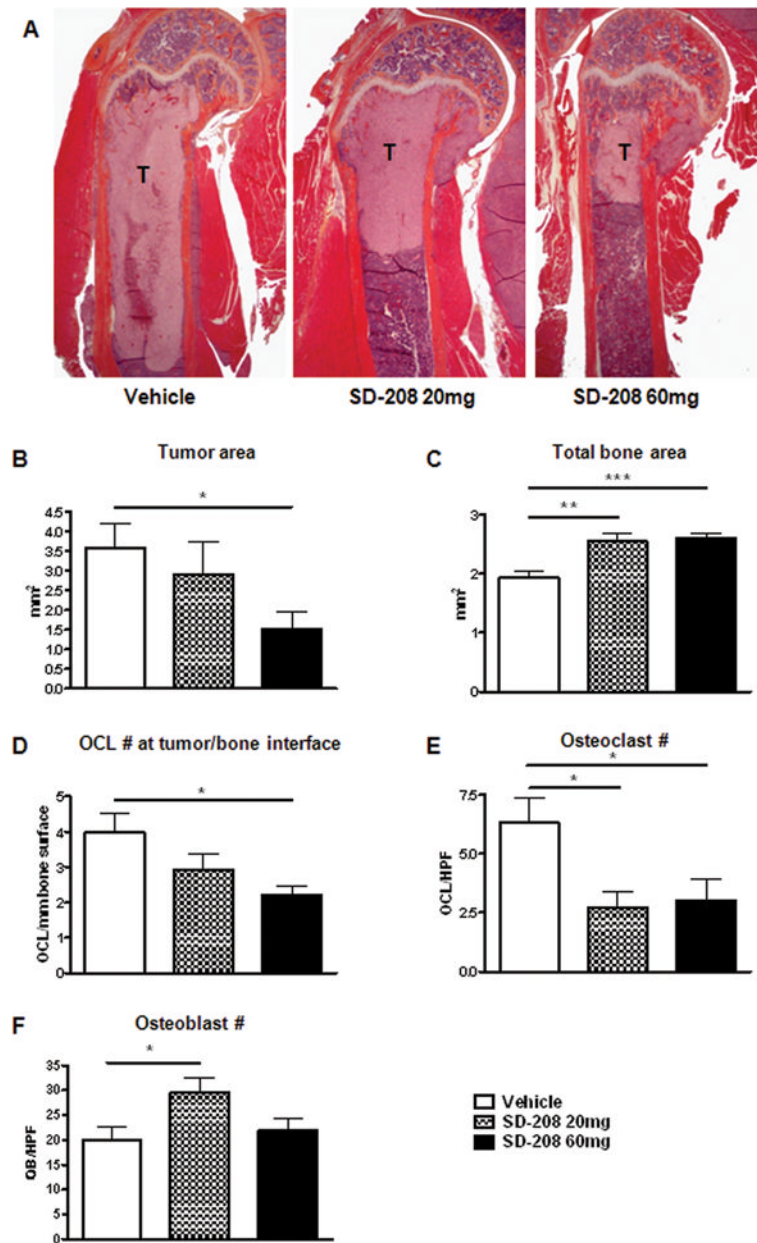 A
T
T
T
Vehicle
SD-208 20mg
SD-208 60mg
B
Tumor area
*
mm²
4.5
4.0
3.5
3.0
2.5
2.0
1.5
1.0
0.5
0.0
C
Total bone area
***
**
mm²
3
2
1
0
D
OCL # at tumor/bone interface
*
OCL/mmbone surface
5
4
3
2
1
0
E
Osteoclast #
*
*
OCL/HPF
7.5
5.0
2.5
0.0
F
Osteoblast #
*
OB/HPF
35
30
25
20
15
10
5
0
Vehicle
SD-208 20mg
SD-208 60mg